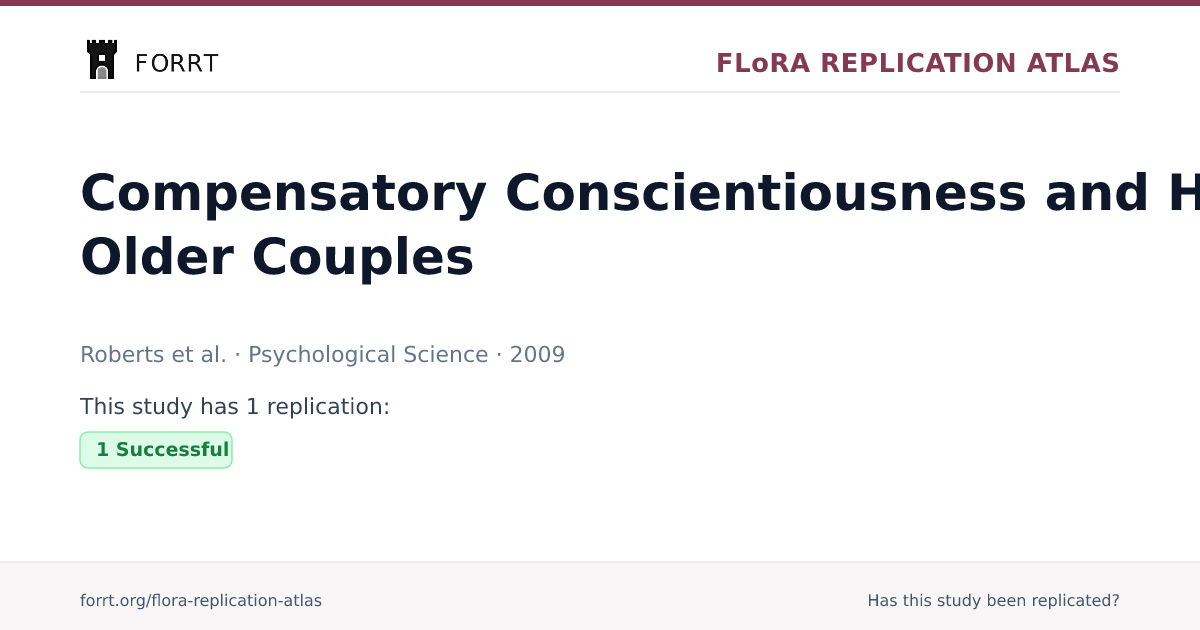 FORRT
FLoRA REPLICATION ATLAS
Compensatory Conscientiousness and H
Older Couples
Roberts et al. · Psychological Science · 2009
This study has 1 replication:
1 Successful
forrt.org/flora-replication-atlas
Has this study been replicated?